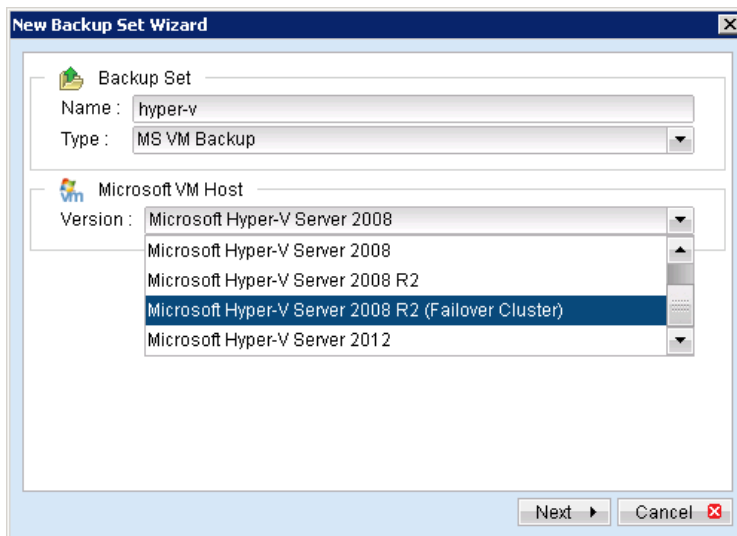 New Backup Set Wizard
Backup Set
Name : hyper-v
Type : MS VM Backup
vm Microsoft VM Host
Version : Microsoft Hyper-V Server 2008
Microsoft Hyper-V Server 2008
Microsoft Hyper-V Server 2008 R2
Microsoft Hyper-V Server 2008 R2 (Failover Cluster)
Microsoft Hyper-V Server 2012
Next Cancel